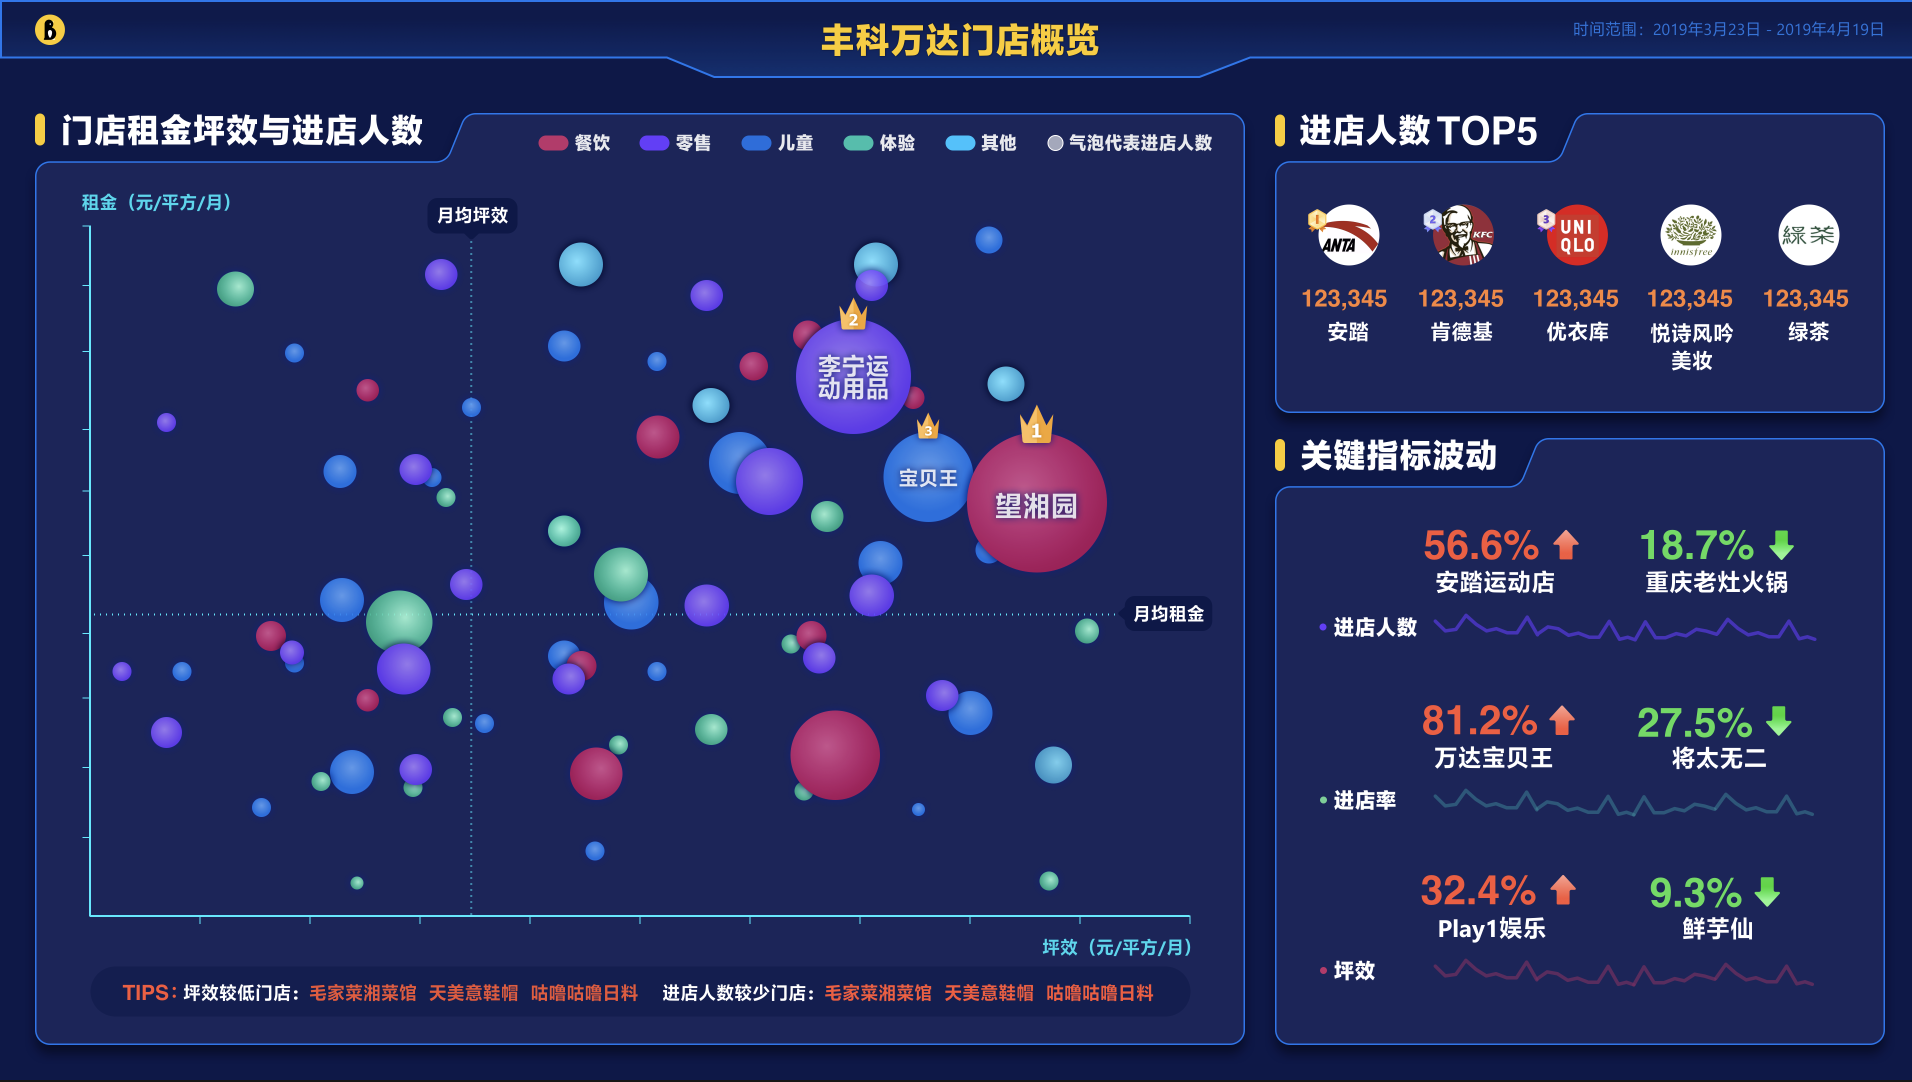 丰科万达门店概览
时间范围：2019年3月23日 - 2019年4月19日
门店租金坪效与进店人数
餐饮 零售 儿童 体验 其他 气泡代表进店人数
租金（元/平方/月）
月均坪效
2
李宁运
动用品
3
宝贝王
1
望湘园
月均租金
坪效（元/平方/月）
TIPS：坪效较低门店：毛家菜湘菜馆 天美意鞋帽 咕噜咕噜日料 进店人数较少门店：毛家菜湘菜馆 天美意鞋帽 咕噜咕噜日料
进店人数 TOP5
1 ANTA
2 KFC
3 UNI
QLO
innisfree
緑茶
123,345 123,345 123,345 123,345 123,345
安踏 肯德基 优衣库 悦诗风吟 绿茶
美妆
关键指标波动
56.6% 18.7%
安踏运动店 重庆老灶火锅
进店人数
81.2% 27.5%
万达宝贝王 将太无二
进店率
32.4% 9.3%
Play1娱乐 鲜芋仙
坪效